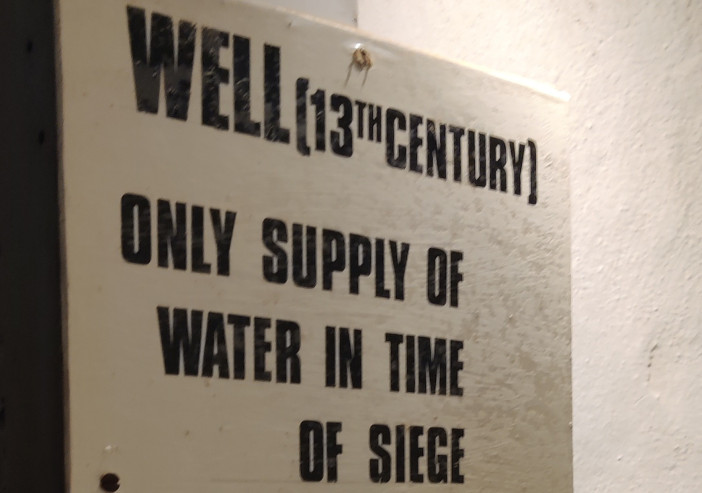 WELL (13TH CENTURY)
ONLY SUPPLY OF
WATER IN TIME
OF SIEGE